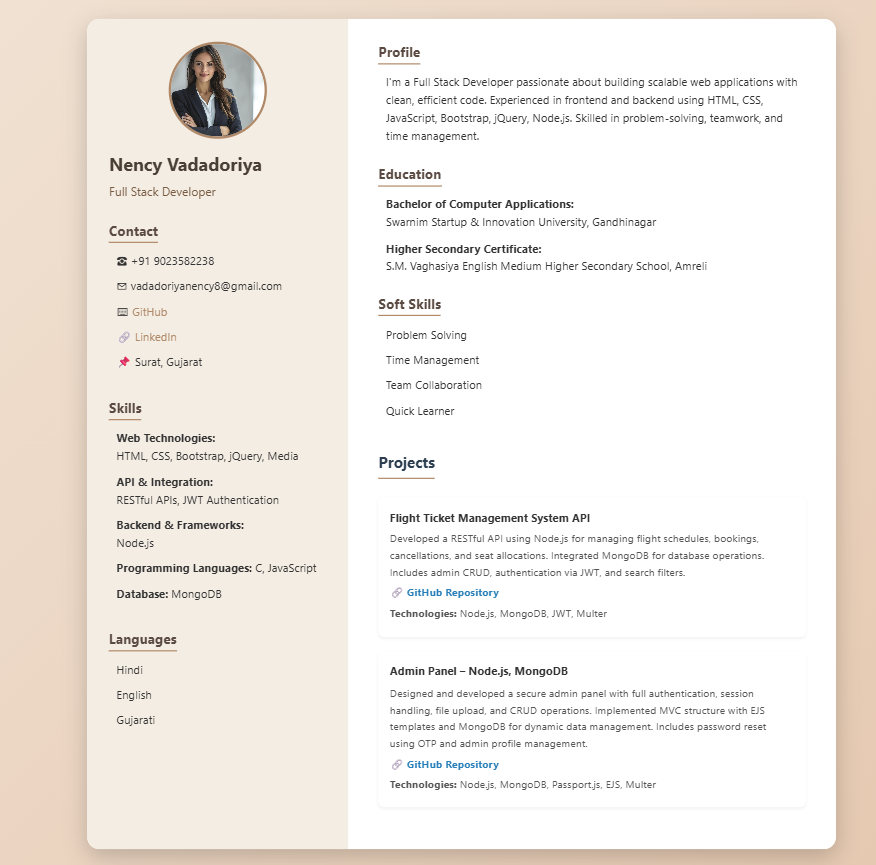 Nency Vadadoriya
Full Stack Developer
Contact
+91 9023582238
vadadoriyanency8@gmail.com
GitHub
LinkedIn
Surat, Gujarat
Skills
Web Technologies:
HTML, CSS, Bootstrap, jQuery, Media
API & Integration:
RESTful APIs, JWT Authentication
Backend & Frameworks:
Node.js
Programming Languages: C, JavaScript
Database: MongoDB
Languages
Hindi
English
Gujarati
Profile
I'm a Full Stack Developer passionate about building scalable web applications with
clean, efficient code. Experienced in frontend and backend using HTML, CSS,
JavaScript, Bootstrap, jQuery, Node.js. Skilled in problem-solving, teamwork, and
time management.
Education
Bachelor of Computer Applications:
Swarnim Startup & Innovation University, Gandhinagar
Higher Secondary Certificate:
S.M. Vaghasiya English Medium Higher Secondary School, Amreli
Soft Skills
Problem Solving
Time Management
Team Collaboration
Quick Learner
Projects
Flight Ticket Management System API
Developed a RESTful API using Node.js for managing flight schedules, bookings,
cancellations, and seat allocations. Integrated MongoDB for database operations.
Includes admin CRUD, authentication via JWT, and search filters.
GitHub Repository
Technologies: Node.js, MongoDB, JWT, Multer
Admin Panel – Node.js, MongoDB
Designed and developed a secure admin panel with full authentication, session
handling, file upload, and CRUD operations. Implemented MVC structure with EJS
templates and MongoDB for dynamic data management. Includes password reset
using OTP and admin profile management.
GitHub Repository
Technologies: Node.js, MongoDB, Passport.js, EJS, Multer